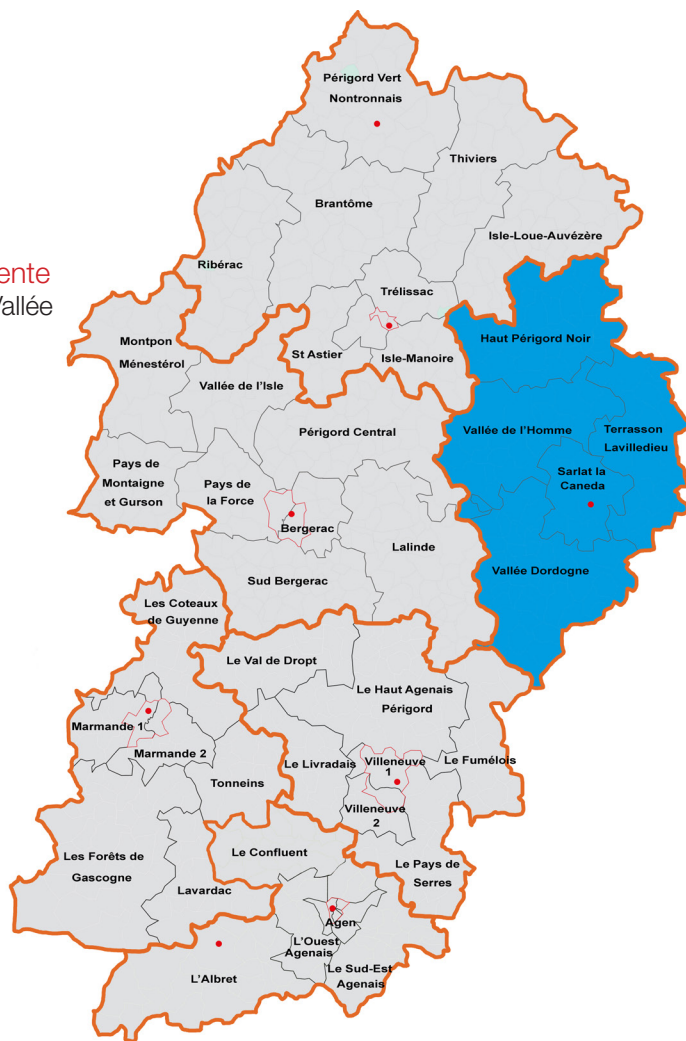 Périgord Vert
Nontronnais
Thiviers
Brantôme
Isle-Loue-Auvézère
Ribérac
ente
Vallée
Trélissac
Montpon
Ménestérol
St Astier
Isle-Manoire
Haut Périgord Noir
Vallée de l'Isle
Périgord Central
Vallée de l'Homme
Terrasson
Lavilledieu
Pays de
Montaigne
et Gurson
Pays de
la Force
Sarlat la
Caneda
Bergerac
Lalinde
Sud Bergerac
Vallée Dordogne
Les Coteaux
de Guyenne
Le Val de Dropt
Le Haut Agenais
Périgord
Marmande 1
Marmande 2
Le Livradais
Villeneuve
1
Le Fumélois
Tonneins
Villeneuve
2
Les Forêts de
Gascogne
Le Confluent
Le Pays de
Serres
Lavardac
Agen
L'Ouest
Agenais
L'Albret
Le Sud-Est
Agenais